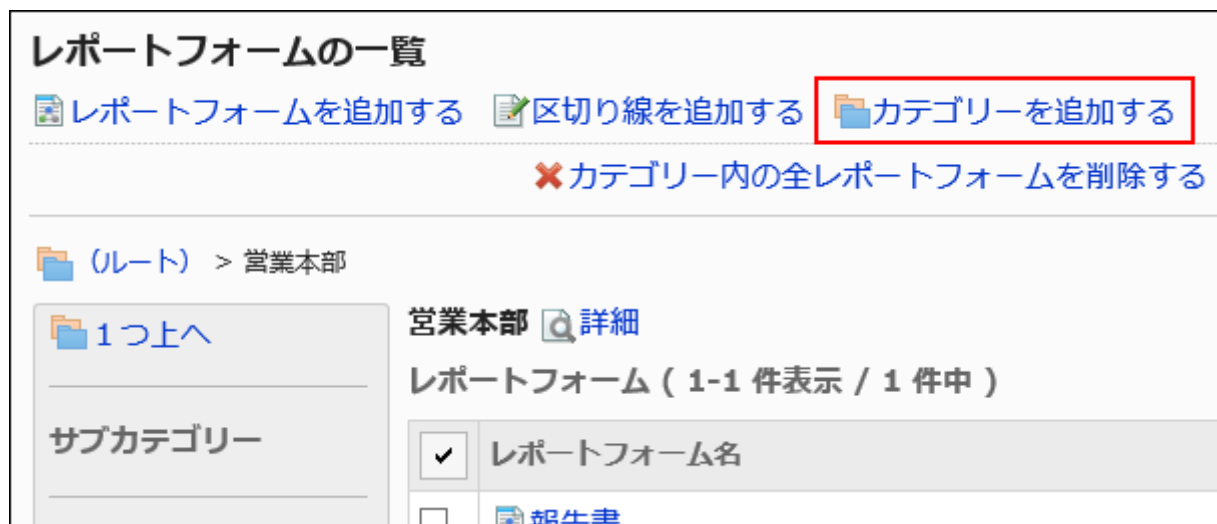 レポートフォームの一覧
レポートフォームを追加する 区切り線を追加する カテゴリーを追加する
カテゴリー内の全レポートフォームを削除する
（ルート） > 営業本部
1つ上へ
サブカテゴリー
営業本部 詳細
レポートフォーム ( 1-1 件表示 / 1 件中 )
レポートフォーム名
報告書